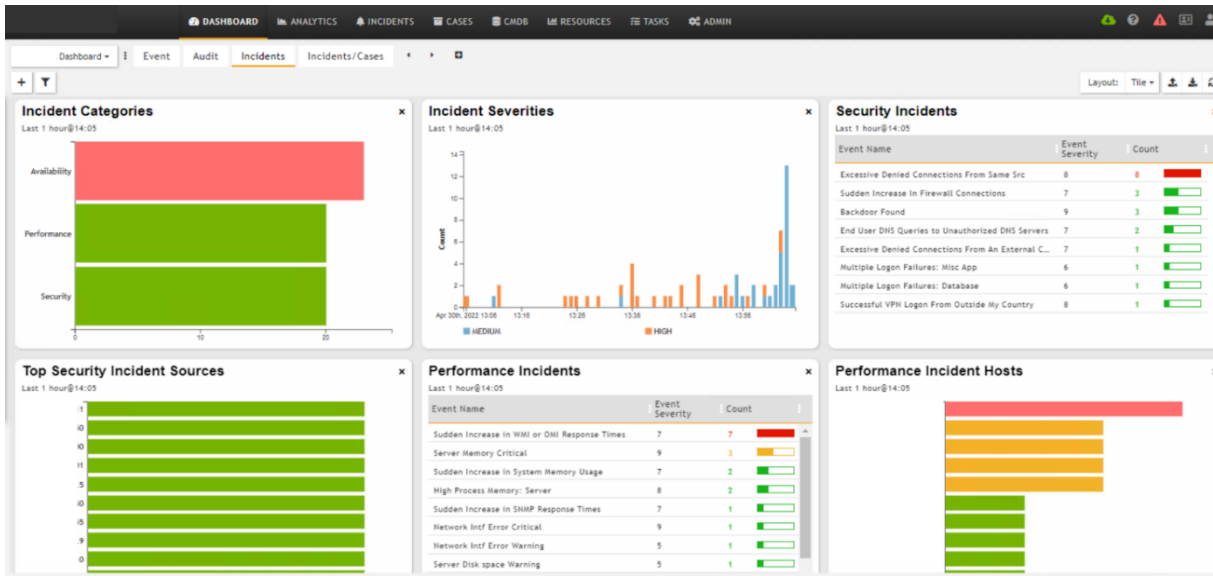 DASHBOARD ANALYTICS INCIDENTS CASES CMDB RESOURCES TASKS ADMIN
Dashboard Event Audit Incidents Incidents/Cases
Layout: Tile
Incident Categories
Last 1 hour@14:05
Availability
Performance
Security
0 10 20
Incident Severities
Last 1 hour@14:05
Count
14
12
10
8
6
4
2
0
Apr 30th, 2022 13:06 13:16 13:26 13:36 13:46 13:56
MEDIUM HIGH
Security Incidents
Last 1 hour@14:05
Event Name Event Severity Count
Excessive Denied Connections From Same Src 8 8
Sudden Increase In Firewall Connections 7 3
Backdoor Found 9 3
End User DNS Queries to Unauthorized DNS Servers 7 2
Excessive Denied Connections From An External C... 7 1
Multiple Logon Failures: Misc App 6 1
Multiple Logon Failures: Database 6 1
Successful VPN Logon From Outside My Country 8 1
Top Security Incident Sources
Last 1 hour@14:05
Performance Incidents
Last 1 hour@14:05
Event Name Event Severity Count
Sudden Increase in WMI or OMI Response Times 7 7
Server Memory Critical 9 3
Sudden Increase in System Memory Usage 7 2
High Process Memory: Server 8 2
Sudden Increase in SNMP Response Times 7 1
Network Intf Error Critical 9 1
Network Intf Error Warning 5 1
Server Disk space Warning 5 1
Performance Incident Hosts
Last 1 hour@14:05